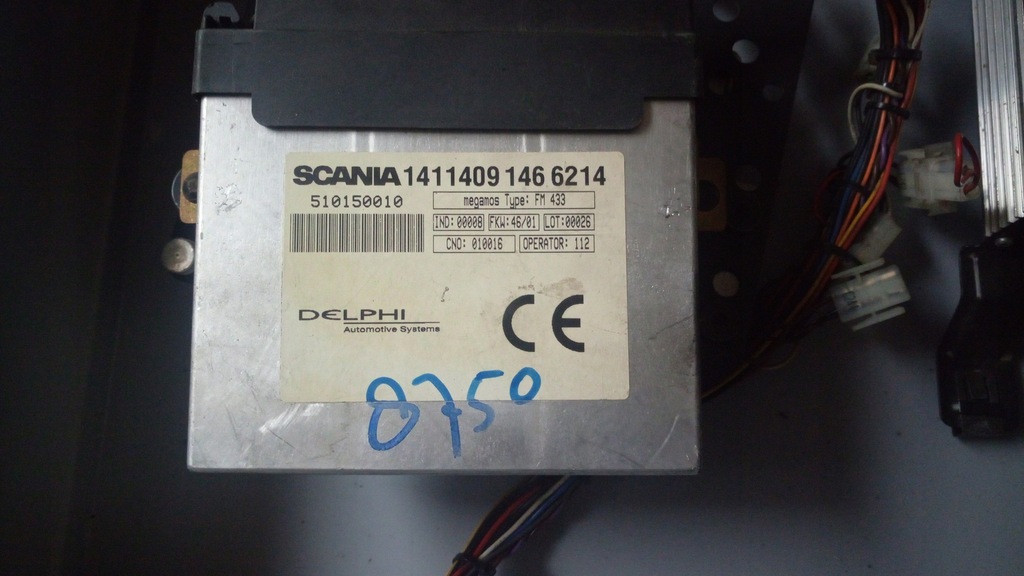 SCANIA 1411409 146 6214
510150010
megamos Type: FM 433
IND: 00008 FKW: 46/01 LOT: 00026
CNO: 010016 OPERATOR: 112
DELPHI
Automotive Systems
CE
8750